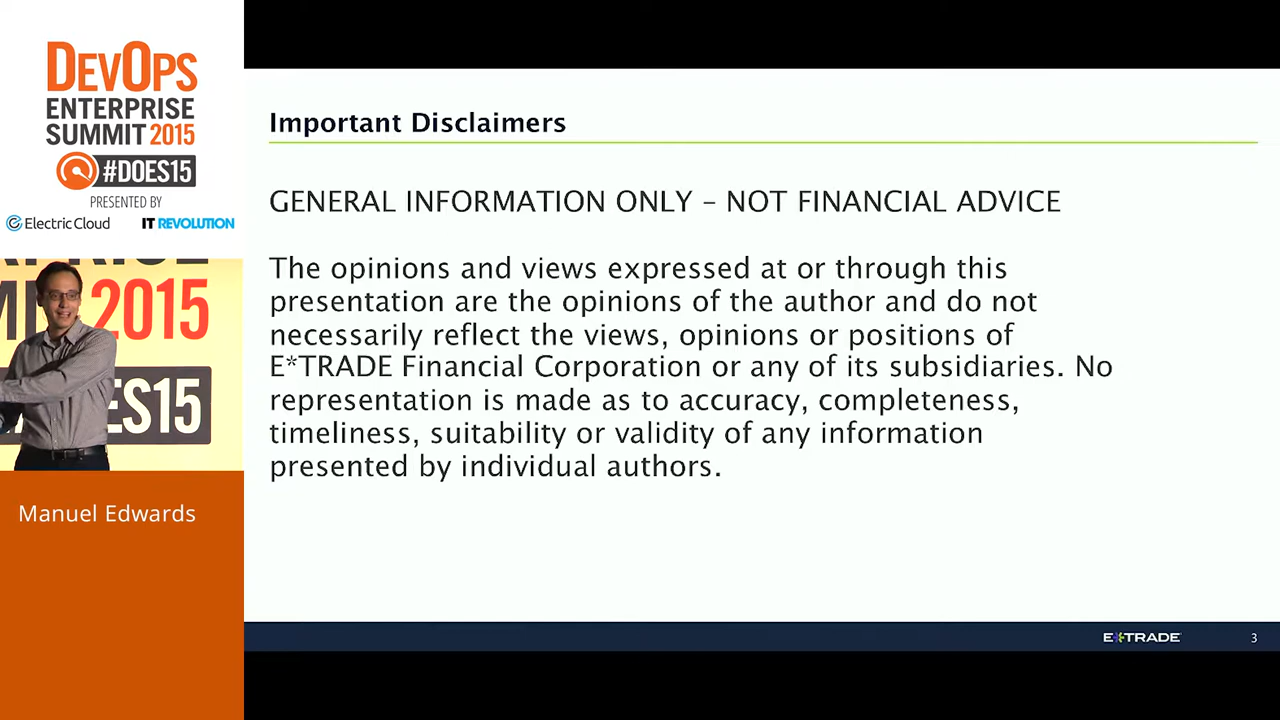 DEVOPS
ENTERPRISE
SUMMIT 2015
#DOES15
PRESENTED BY
Electric Cloud
IT REVOLUTION
2015
ES15
Manuel Edwards
Important Disclaimers
GENERAL INFORMATION ONLY – NOT FINANCIAL ADVICE
The opinions and views expressed at or through this
presentation are the opinions of the author and do not
necessarily reflect the views, opinions or positions of
E*TRADE Financial Corporation or any of its subsidiaries. No
representation is made as to accuracy, completeness,
timeliness, suitability or validity of any information
presented by individual authors.
E*TRADE
3